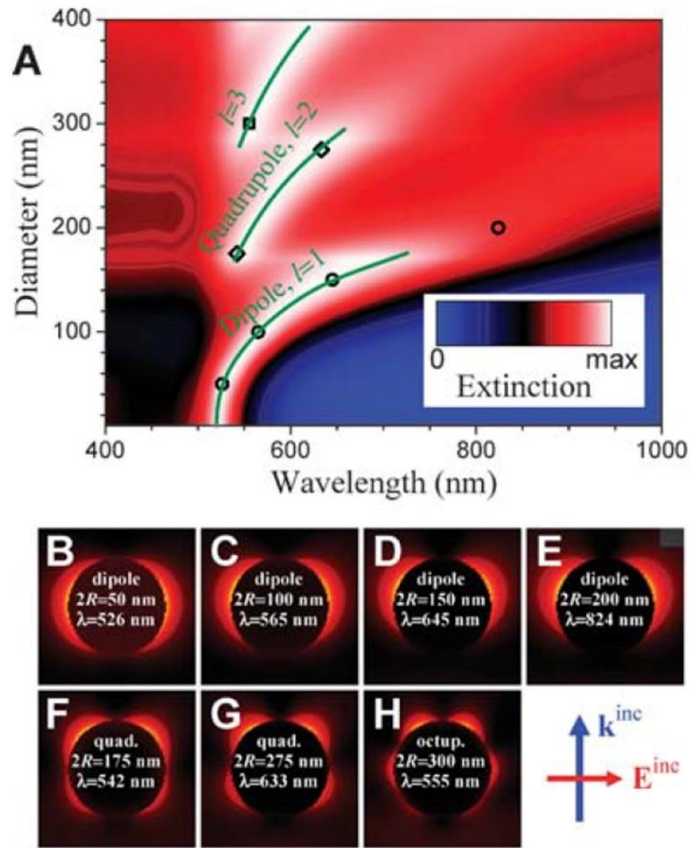 A
400
300
200
100
Diameter (nm)
l=3
Quadrupole, l=2
Dipole, l=1
0 max
Extinction
400 600 800 1000
Wavelength (nm)
B
dipole
2R=50 nm
λ=526 nm
C
dipole
2R=100 nm
λ=565 nm
D
dipole
2R=150 nm
λ=645 nm
E
dipole
2R=200 nm
λ=824 nm
F
quad.
2R=175 nm
λ=542 nm
G
quad.
2R=275 nm
λ=633 nm
H
octup.
2R=300 nm
λ=555 nm
k^inc
E^inc